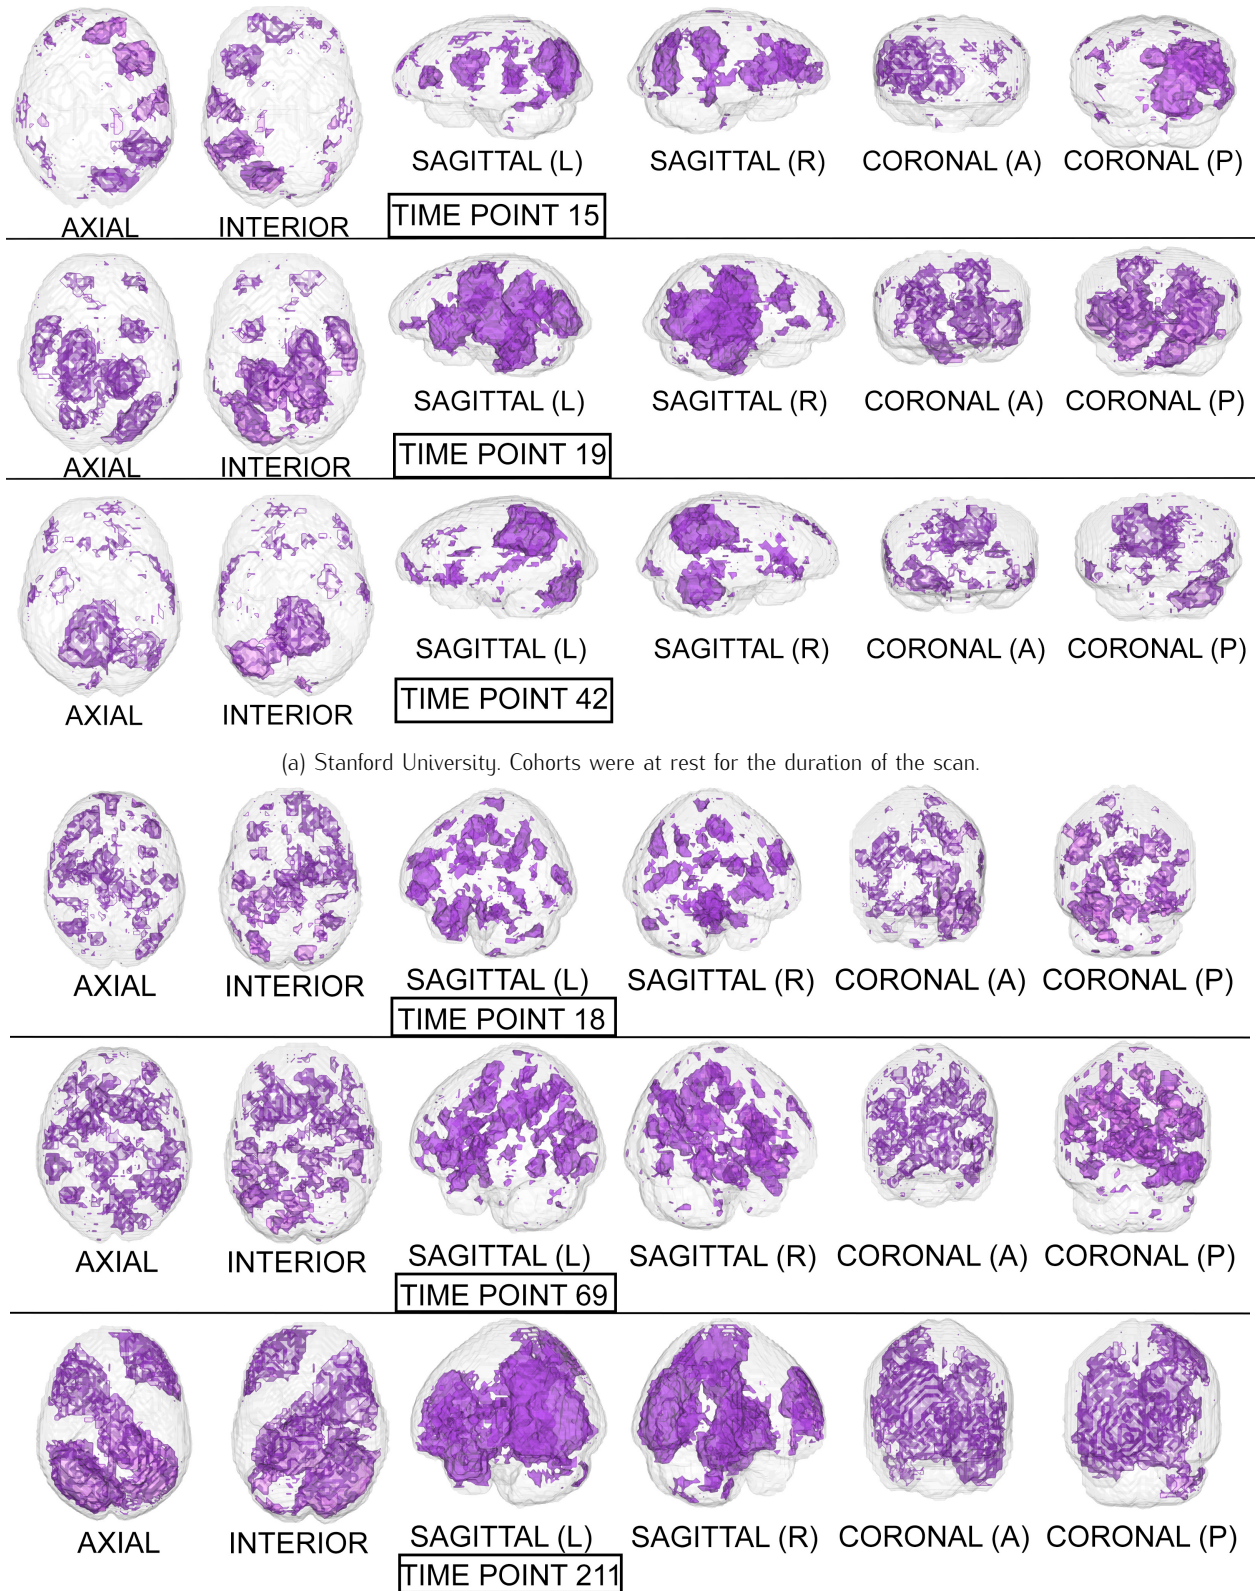 SAGITTAL (L) SAGITTAL (R) CORONAL (A) CORONAL (P)
AXIAL INTERIOR TIME POINT 15
SAGITTAL (L) SAGITTAL (R) CORONAL (A) CORONAL (P)
AXIAL INTERIOR TIME POINT 19
SAGITTAL (L) SAGITTAL (R) CORONAL (A) CORONAL (P)
AXIAL INTERIOR TIME POINT 42
(a) Stanford University. Cohorts were at rest for the duration of the scan.
AXIAL INTERIOR SAGITTAL (L) SAGITTAL (R) CORONAL (A) CORONAL (P)
TIME POINT 18
AXIAL INTERIOR SAGITTAL (L) SAGITTAL (R) CORONAL (A) CORONAL (P)
TIME POINT 69
AXIAL INTERIOR SAGITTAL (L) SAGITTAL (R) CORONAL (A) CORONAL (P)
TIME POINT 211